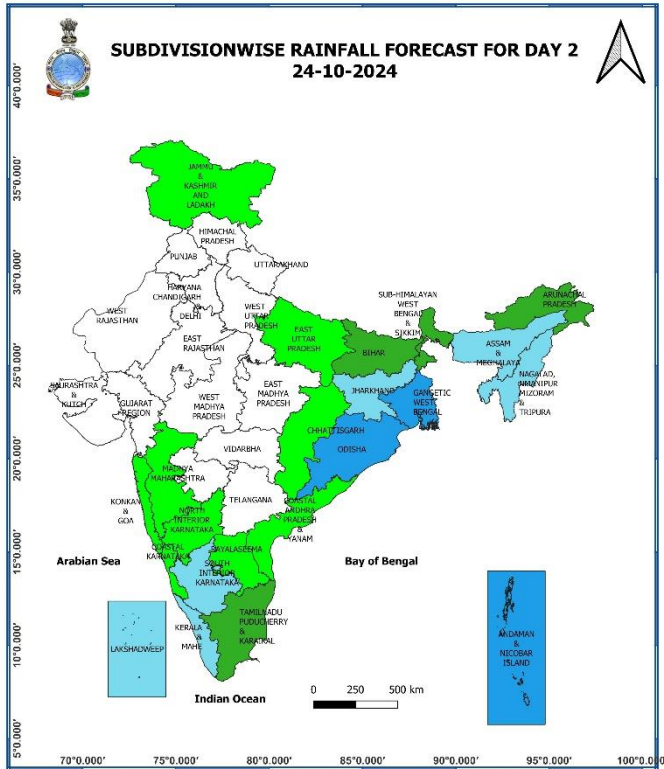 SUBDIVISIONWISE RAINFALL FORECAST FOR DAY 2
24-10-2024
JAMMU
&
KASHMIR
AND
LADAKH
HIMACHAL
PRADESH
PUNJAB
UTTARAKHAND
HARYANA
CHANDIGARH
&
DELHI
WEST
RAJASTHAN
WEST
UTTAR
PRADESH
EAST
RAJASTHAN
EAST
UTTAR
PRADESH
SUB-HIMALAYAN
WEST
BENGAL
&
SIKKIM
ARUNACHAL
PRADESH
BIHAR
ASSAM
&
MEGHALAYA
SAURASHTRA
&
KUTCH
GUJARAT
REGION
WEST
MADHYA
PRADESH
EAST
MADHYA
PRADESH
JHARKHAND
GANGETIC
WEST
BENGAL
MIZORAM
&
TRIPURA
CHHATTISGARH
ODISHA
VIDARBHA
MADHYA
MAHARASHTRA
TELANGANA
KONKAN
&
GOA
NORTH
INTERIOR
KARNATAKA
COASTAL
ANDHRA
PRADESH
&
YANAM
Arabian Sea
COASTAL
KARNATAKA
RAYALASEEMA
Bay of Bengal
SOUTH
INTERIOR
KARNATAKA
TAMILNADU
PUDUCHERRY
&
KARAIKAL
KERALA
&
MAHE
LAKSHADWEEP
ANDAMAN
&
NICOBAR
ISLAND
Indian Ocean
0 250 500 km
40°0.000'
35°0.000'
30°0.000'
25°0.000'
20°0.000'
15°0.000'
10°0.000'
5°0.000'
70°0.000' 75°0.000' 80°0.000' 85°0.000' 90°0.000' 95°0.000' 100°0.000'